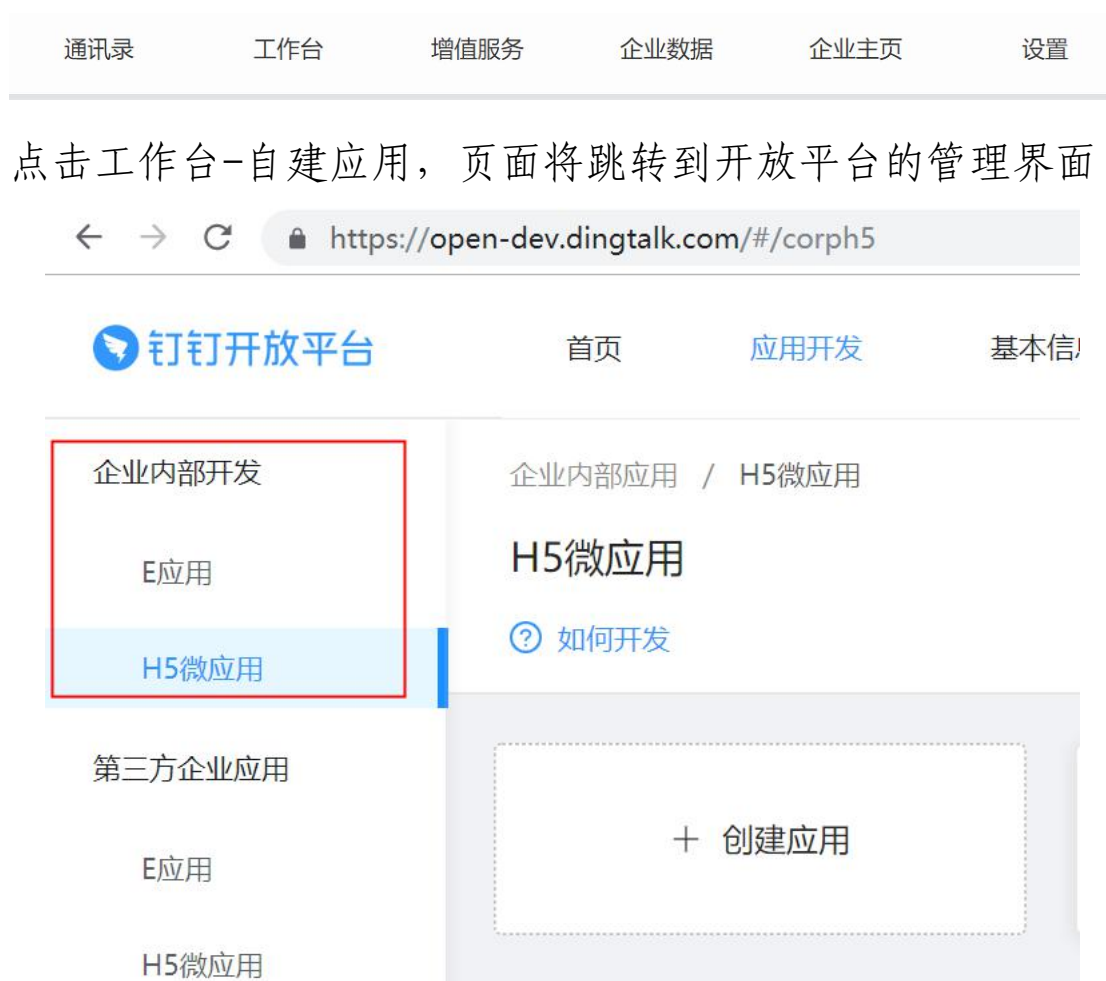 通讯录 工作台 增值服务 企业数据 企业主页 设置
点击工作台-自建应用，页面将跳转到开放平台的管理界面
https://open-dev.dingtalk.com/#/corph5
钉钉开放平台 首页 应用开发 基本信
企业内部开发
E应用
H5微应用
第三方企业应用
E应用
H5微应用
企业内部应用 / H5微应用
H5微应用
? 如何开发
+ 创建应用